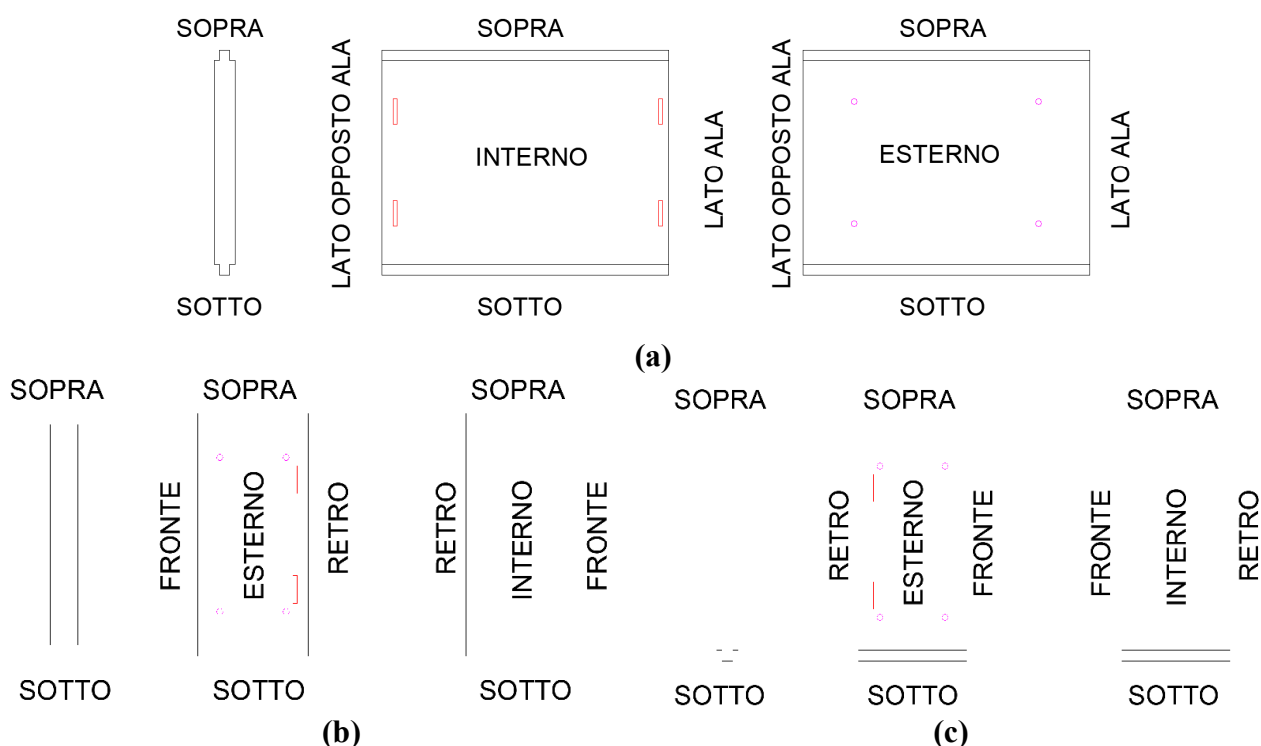 SOPRA
SOPRA
SOPRA
LATO OPPOSTO ALA
INTERNO
LATO ALA
LATO OPPOSTO ALA
ESTERNO
LATO ALA
SOTTO
SOTTO
SOTTO
(a)
SOPRA
SOPRA
SOPRA
SOPRA
SOPRA
SOPRA
FRONTE
ESTERNO
RETRO
RETRO
INTERNO
FRONTE
RETRO
ESTERNO
FRONTE
FRONTE
INTERNO
RETRO
SOTTO
SOTTO
SOTTO
SOTTO
SOTTO
SOTTO
(b)
(c)